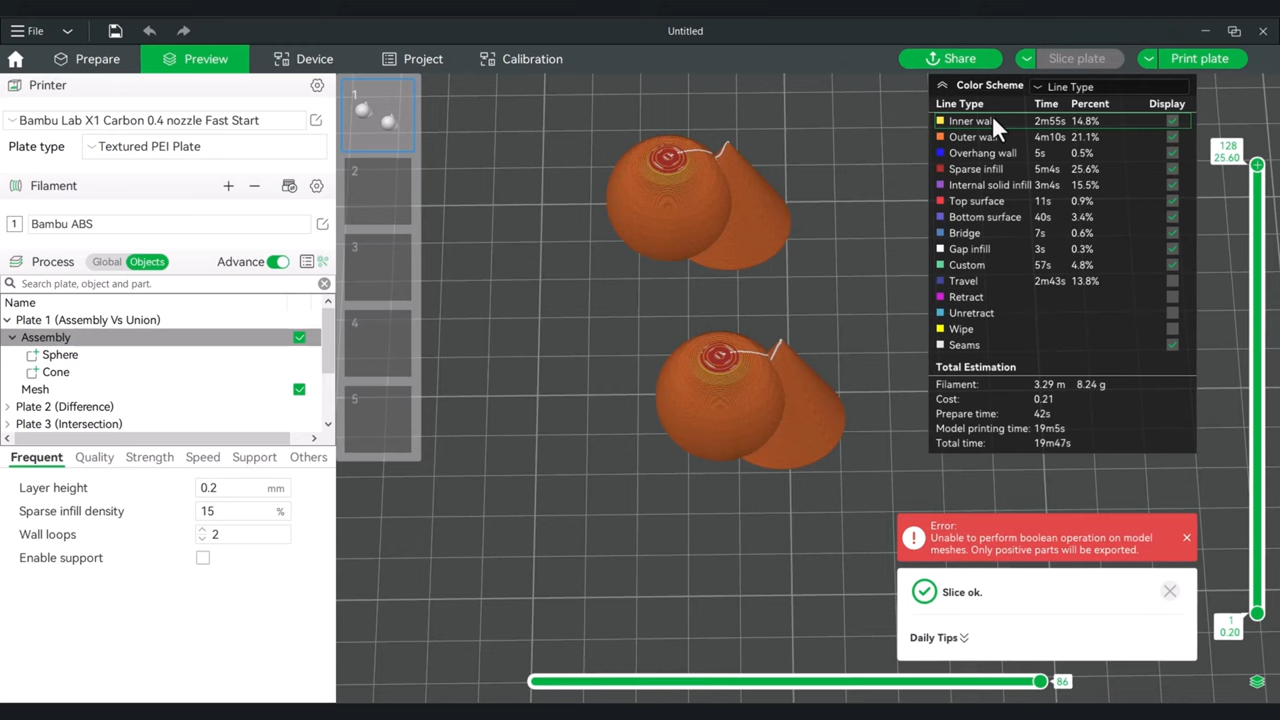 File
Untitled
Prepare
Preview
Device
Project
Calibration
Share
Slice plate
Print plate
Printer
Bambu Lab X1 Carbon 0.4 nozzle Fast Start
Plate type
Textured PEI Plate
Filament
1
Bambu ABS
Process
Global
Objects
Advance
Search plate, object and part.
Name
Plate 1 (Assembly Vs Union)
Assembly
Sphere
Cone
Mesh
Plate 2 (Difference)
Plate 3 (Intersection)
Frequent
Quality
Strength
Speed
Support
Others
Layer height 0.2 mm
Sparse infill density 15 %
Wall loops 2
Enable support
1
2
3
4
5
Color Scheme Line Type
Line Type Time Percent Display
Inner wall 2m55s 14.8%
Outer wall 4m10s 21.1%
Overhang wall 5s 0.5%
Sparse infill 5m4s 25.6%
Internal solid infill 3m4s 15.5%
Top surface 11s 0.9%
Bottom surface 40s 3.4%
Bridge 7s 0.6%
Gap infill 3s 0.3%
Custom 57s 4.8%
Travel 2m43s 13.8%
Retract
Unretract
Wipe
Seams
Total Estimation
Filament: 3.29 m 8.24 g
Cost: 0.21
Prepare time: 42s
Model printing time: 19m5s
Total time: 19m47s
128
25.60
Error:
Unable to perform boolean operation on model
meshes. Only positive parts will be exported.
Slice ok.
Daily Tips
1
0.20
86